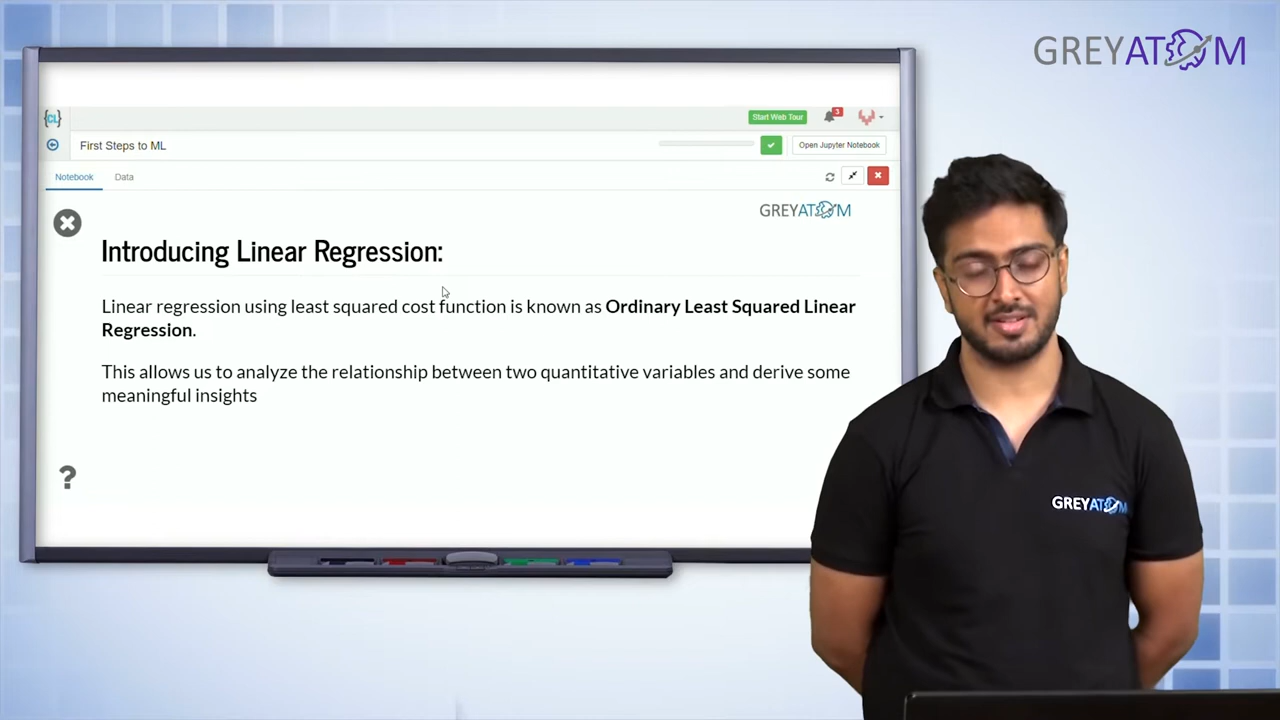 GREYATOM
{CL}
Start Web Tour
3
First Steps to ML
Open Jupyter Notebook
Notebook
Data
GREYATOM
Introducing Linear Regression:
Linear regression using least squared cost function is known as Ordinary Least Squared Linear
Regression.
This allows us to analyze the relationship between two quantitative variables and derive some
meaningful insights
?
GREYATOM